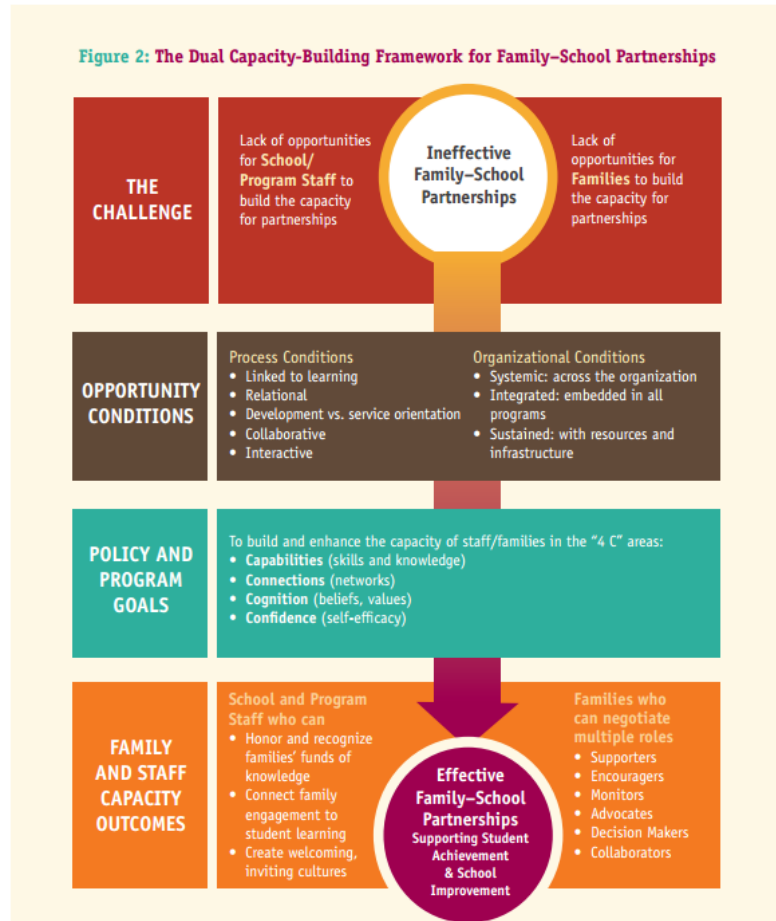 Figure 2: The Dual Capacity-Building Framework for Family–School Partnerships
THE
CHALLENGE
Lack of opportunities
for School/
Program Staff to
build the capacity
for partnerships
Ineffective
Family–School
Partnerships
Lack of
opportunities for
Families to build
the capacity for
partnerships
OPPORTUNITY
CONDITIONS
Process Conditions
• Linked to learning
• Relational
• Development vs. service orientation
• Collaborative
• Interactive
Organizational Conditions
• Systemic: across the organization
• Integrated: embedded in all
programs
• Sustained: with resources and
infrastructure
POLICY AND
PROGRAM
GOALS
To build and enhance the capacity of staff/families in the “4 C” areas:
• Capabilities (skills and knowledge)
• Connections (networks)
• Cognition (beliefs, values)
• Confidence (self-efficacy)
FAMILY
AND STAFF
CAPACITY
OUTCOMES
School and Program
Staff who can
• Honor and recognize
families’ funds of
knowledge
• Connect family
engagement to
student learning
• Create welcoming,
inviting cultures
Effective
Family–School
Partnerships
Supporting Student
Achievement
& School
Improvement
Families who
can negotiate
multiple roles
• Supporters
• Encouragers
• Monitors
• Advocates
• Decision Makers
• Collaborators